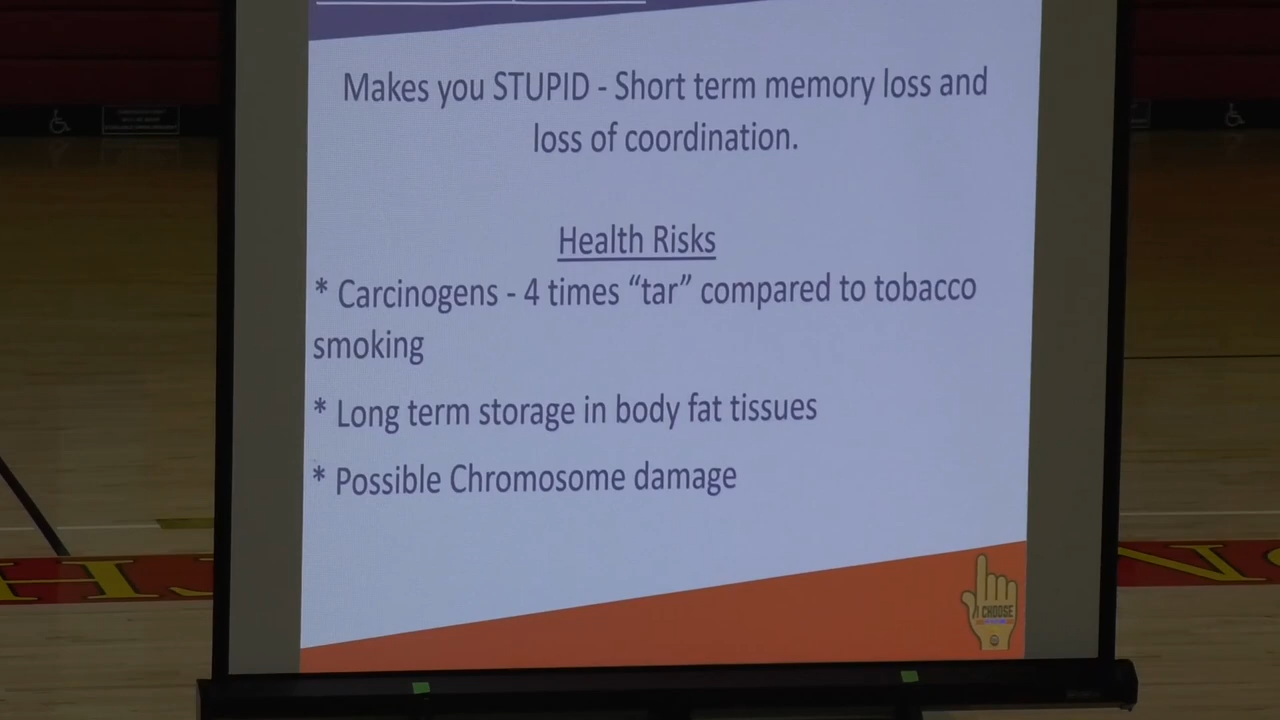 Makes you STUPID - Short term memory loss and
loss of coordination.
Health Risks
* Carcinogens - 4 times “tar” compared to tobacco
smoking
* Long term storage in body fat tissues
* Possible Chromosome damage
I CHOOSE